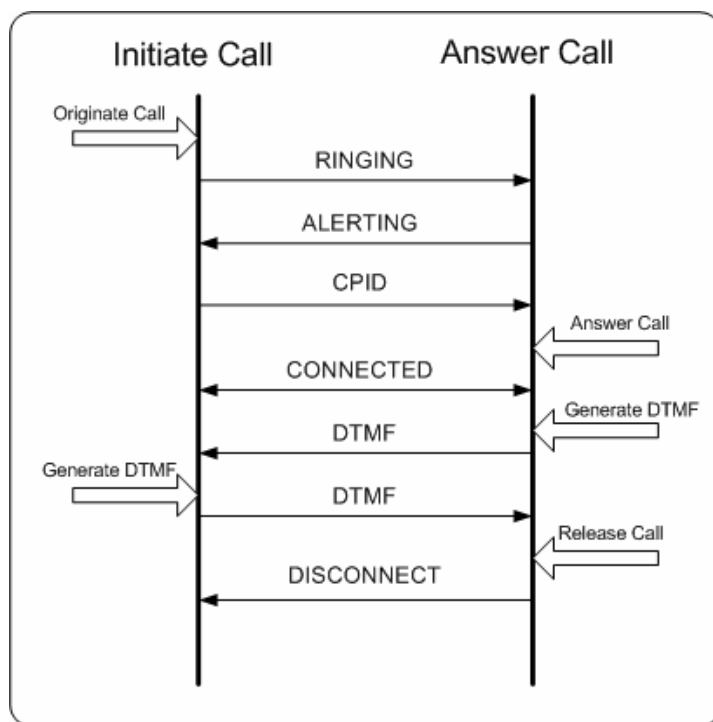 Initiate Call
Answer Call
Originate Call
RINGING
ALERTING
CPID
Answer Call
CONNECTED
Generate DTMF
DTMF
Generate DTMF
DTMF
Release Call
DISCONNECT